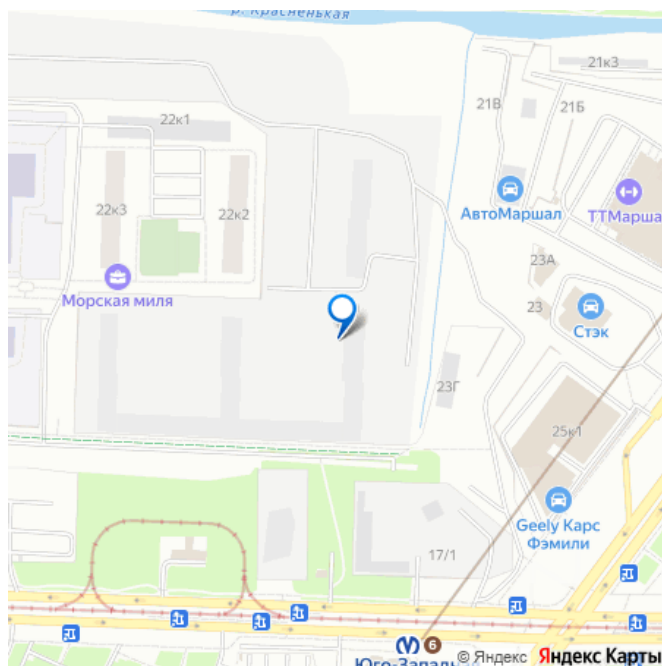 р. Красненькая
21к3
21В
21Б
22к1
АвтоМаршал
ТТМарша
22к3
22к2
23А
Морская миля
23
Стэк
23Г
25к1
Geely Карс
Фэмили
17/1
6
© Яндекс Яндекс Карты